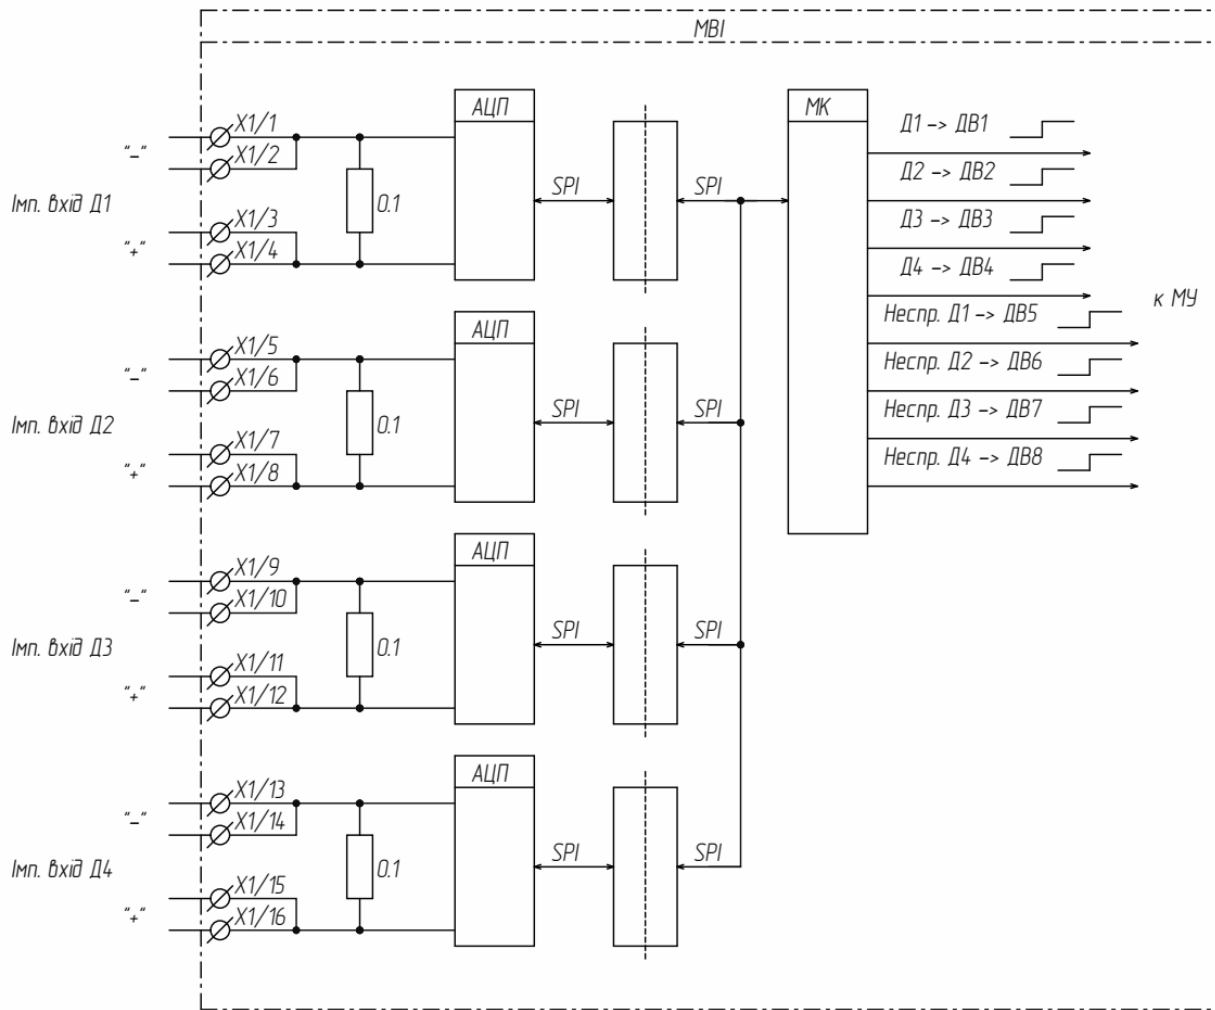 МВІ
АЦП
МК
X1/1
"-"
X1/2
Імп. вхід Д1
0.1
X1/3
"+"
X1/4
SPI
SPI
Д1 -> ДВ1
Д2 -> ДВ2
Д3 -> ДВ3
Д4 -> ДВ4
Неспр. Д1 -> ДВ5
Неспр. Д2 -> ДВ6
Неспр. Д3 -> ДВ7
Неспр. Д4 -> ДВ8
к МУ
АЦП
X1/5
"-"
X1/6
Імп. вхід Д2
0.1
X1/7
"+"
X1/8
SPI
SPI
АЦП
X1/9
"-"
X1/10
Імп. вхід Д3
0.1
X1/11
"+"
X1/12
SPI
SPI
АЦП
X1/13
"-"
X1/14
Імп. вхід Д4
0.1
X1/15
"+"
X1/16
SPI
SPI